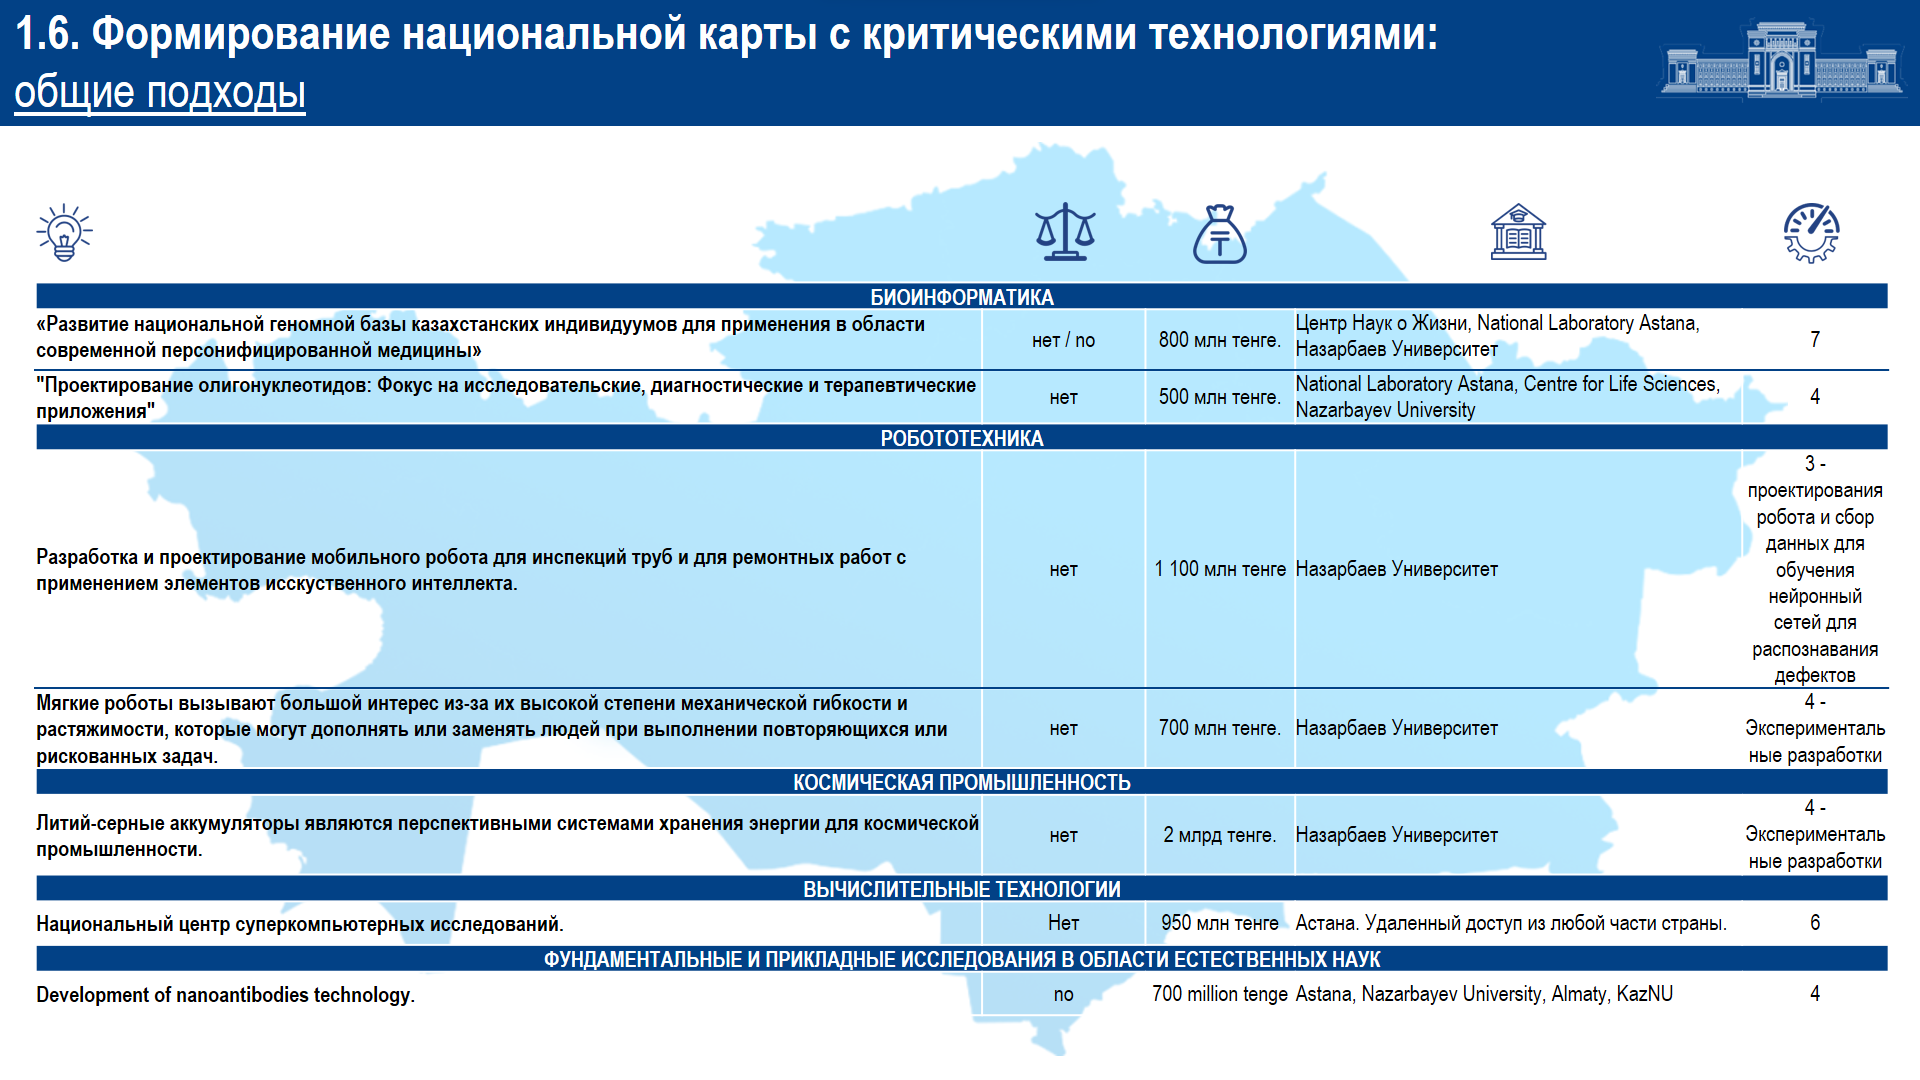 1.6. Формирование национальной карты с критическими технологиями:
общие подходы
БИОИНФОРМАТИКА
«Развитие национальной геномной базы казахстанских индивидуумов для применения в области
современной персонифицированной медицины»
нет / no
800 млн тенге.
Центр Наук о Жизни, National Laboratory Astana,
Назарбаев Университет
7
"Проектирование олигонуклеотидов: Фокус на исследовательские, диагностические и терапевтические
приложения"
нет
500 млн тенге.
National Laboratory Astana, Centre for Life Sciences,
Nazarbayev University
4
РОБОТОТЕХНИКА
Разработка и проектирование мобильного робота для инспекций труб и для ремонтных работ с
применением элементов исскуственного интеллекта.
нет
1 100 млн тенге
Назарбаев Университет
3 -
проектирования
робота и сбор
данных для
обучения
нейронный
сетей для
распознавания
дефектов
Мягкие роботы вызывают большой интерес из-за их высокой степени механической гибкости и
растяжимости, которые могут дополнять или заменять людей при выполнении повторяющихся или
рискованных задач.
нет
700 млн тенге.
Назарбаев Университет
4 -
Эксперименталь
ные разработки
КОСМИЧЕСКАЯ ПРОМЫШЛЕННОСТЬ
Литий-серные аккумуляторы являются перспективными системами хранения энергии для космической
промышленности.
нет
2 млрд тенге.
Назарбаев Университет
4 -
Эксперименталь
ные разработки
ВЫЧИСЛИТЕЛЬНЫЕ ТЕХНОЛОГИИ
Национальный центр суперкомпьютерных исследований.
Нет
950 млн тенге
Астана. Удаленный доступ из любой части страны.
6
ФУНДАМЕНТАЛЬНЫЕ И ПРИКЛАДНЫЕ ИССЛЕДОВАНИЯ В ОБЛАСТИ ЕСТЕСТВЕННЫХ НАУК
Development of nanoantibodies technology.
no
700 million tenge
Astana, Nazarbayev University, Almaty, KazNU
4